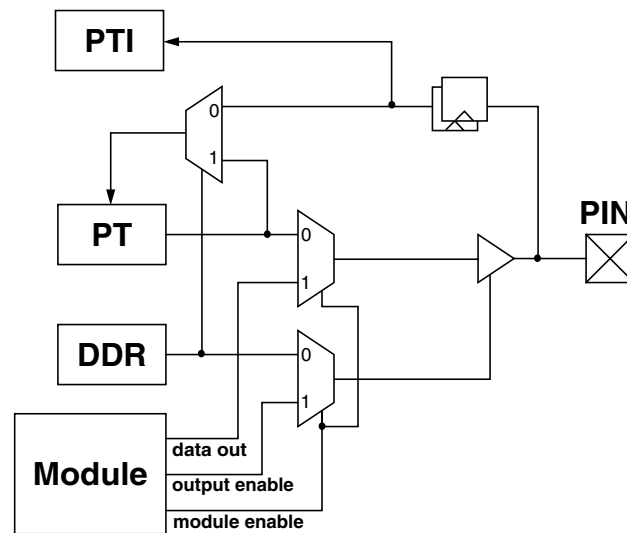 PTI
0
1
PT
0
1
PIN
DDR
0
1
Module
data out
output enable
module enable